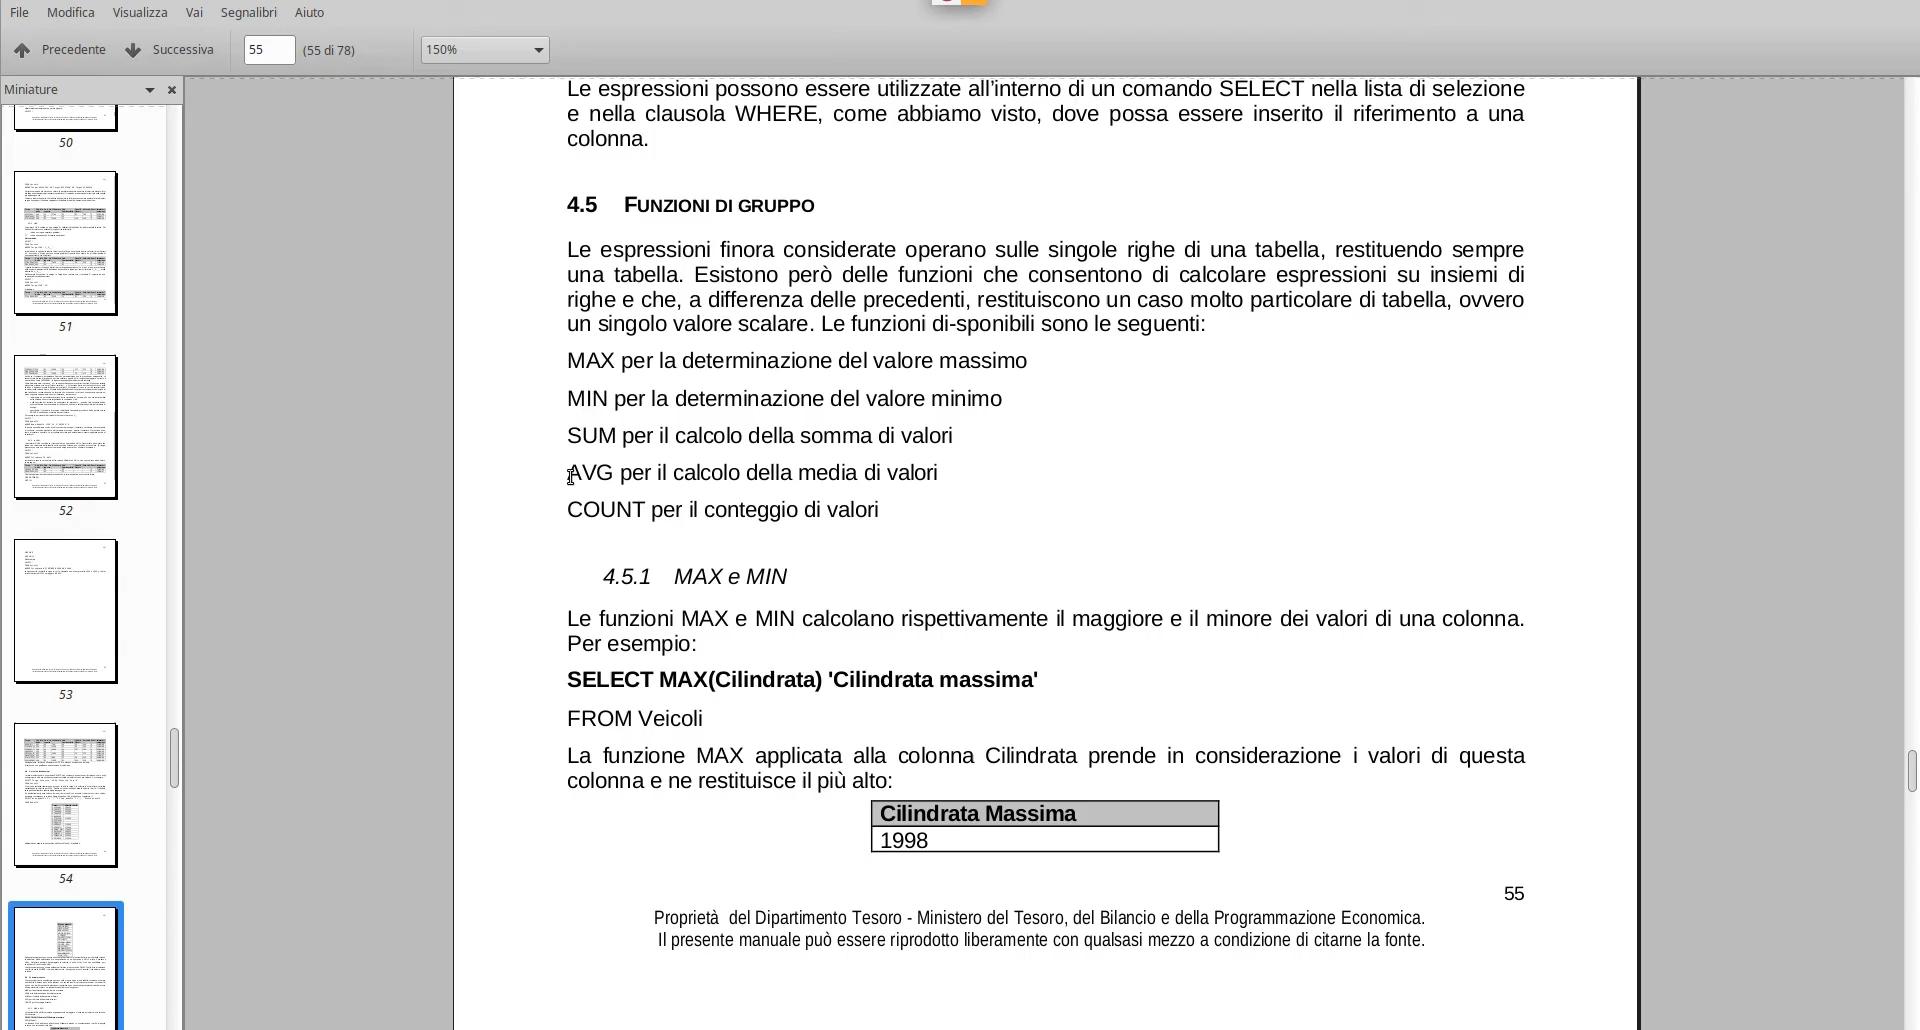 File Modifica Visualizza Vai Segnalibri Aiuto
Precedente Successiva 55 (55 di 78) 150%
Miniature
50
51
52
53
54
Le espressioni possono essere utilizzate all’interno di un comando SELECT nella lista di selezione
e nella clausola WHERE, come abbiamo visto, dove possa essere inserito il riferimento a una
colonna.
4.5 FUNZIONI DI GRUPPO
Le espressioni finora considerate operano sulle singole righe di una tabella, restituendo sempre
una tabella. Esistono però delle funzioni che consentono di calcolare espressioni su insiemi di
righe e che, a differenza delle precedenti, restituiscono un caso molto particolare di tabella, ovvero
un singolo valore scalare. Le funzioni di-sponibili sono le seguenti:
MAX per la determinazione del valore massimo
MIN per la determinazione del valore minimo
SUM per il calcolo della somma di valori
AVG per il calcolo della media di valori
COUNT per il conteggio di valori
4.5.1 MAX e MIN
Le funzioni MAX e MIN calcolano rispettivamente il maggiore e il minore dei valori di una colonna.
Per esempio:
SELECT MAX(Cilindrata) 'Cilindrata massima'
FROM Veicoli
La funzione MAX applicata alla colonna Cilindrata prende in considerazione i valori di questa
colonna e ne restituisce il più alto:
Cilindrata Massima
1998
55
Proprietà del Dipartimento Tesoro - Ministero del Tesoro, del Bilancio e della Programmazione Economica.
Il presente manuale può essere riprodotto liberamente con qualsasi mezzo a condizione di citarne la fonte.